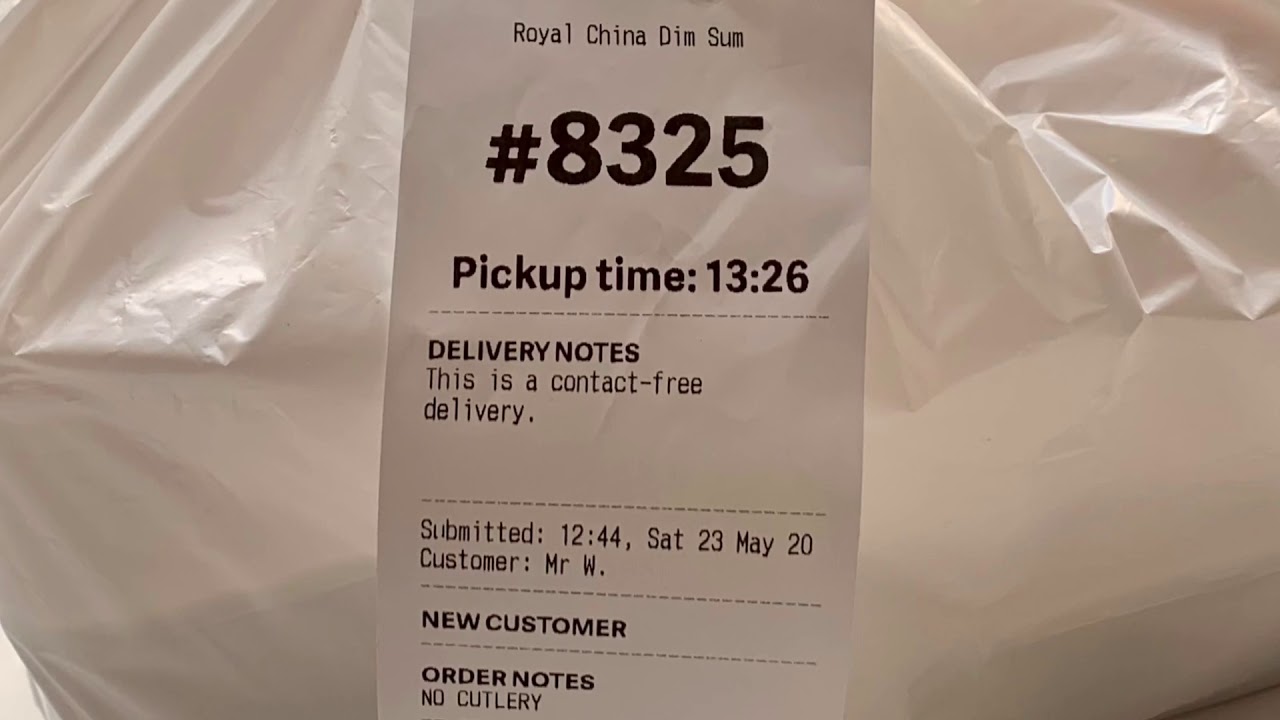 Royal China Dim Sum
#8325
Pickup time: 13:26
DELIVERY NOTES
This is a contact-free
delivery.
Submitted: 12:44, Sat 23 May 20
Customer: Mr W.
NEW CUSTOMER
ORDER NOTES
NO CUTLERY